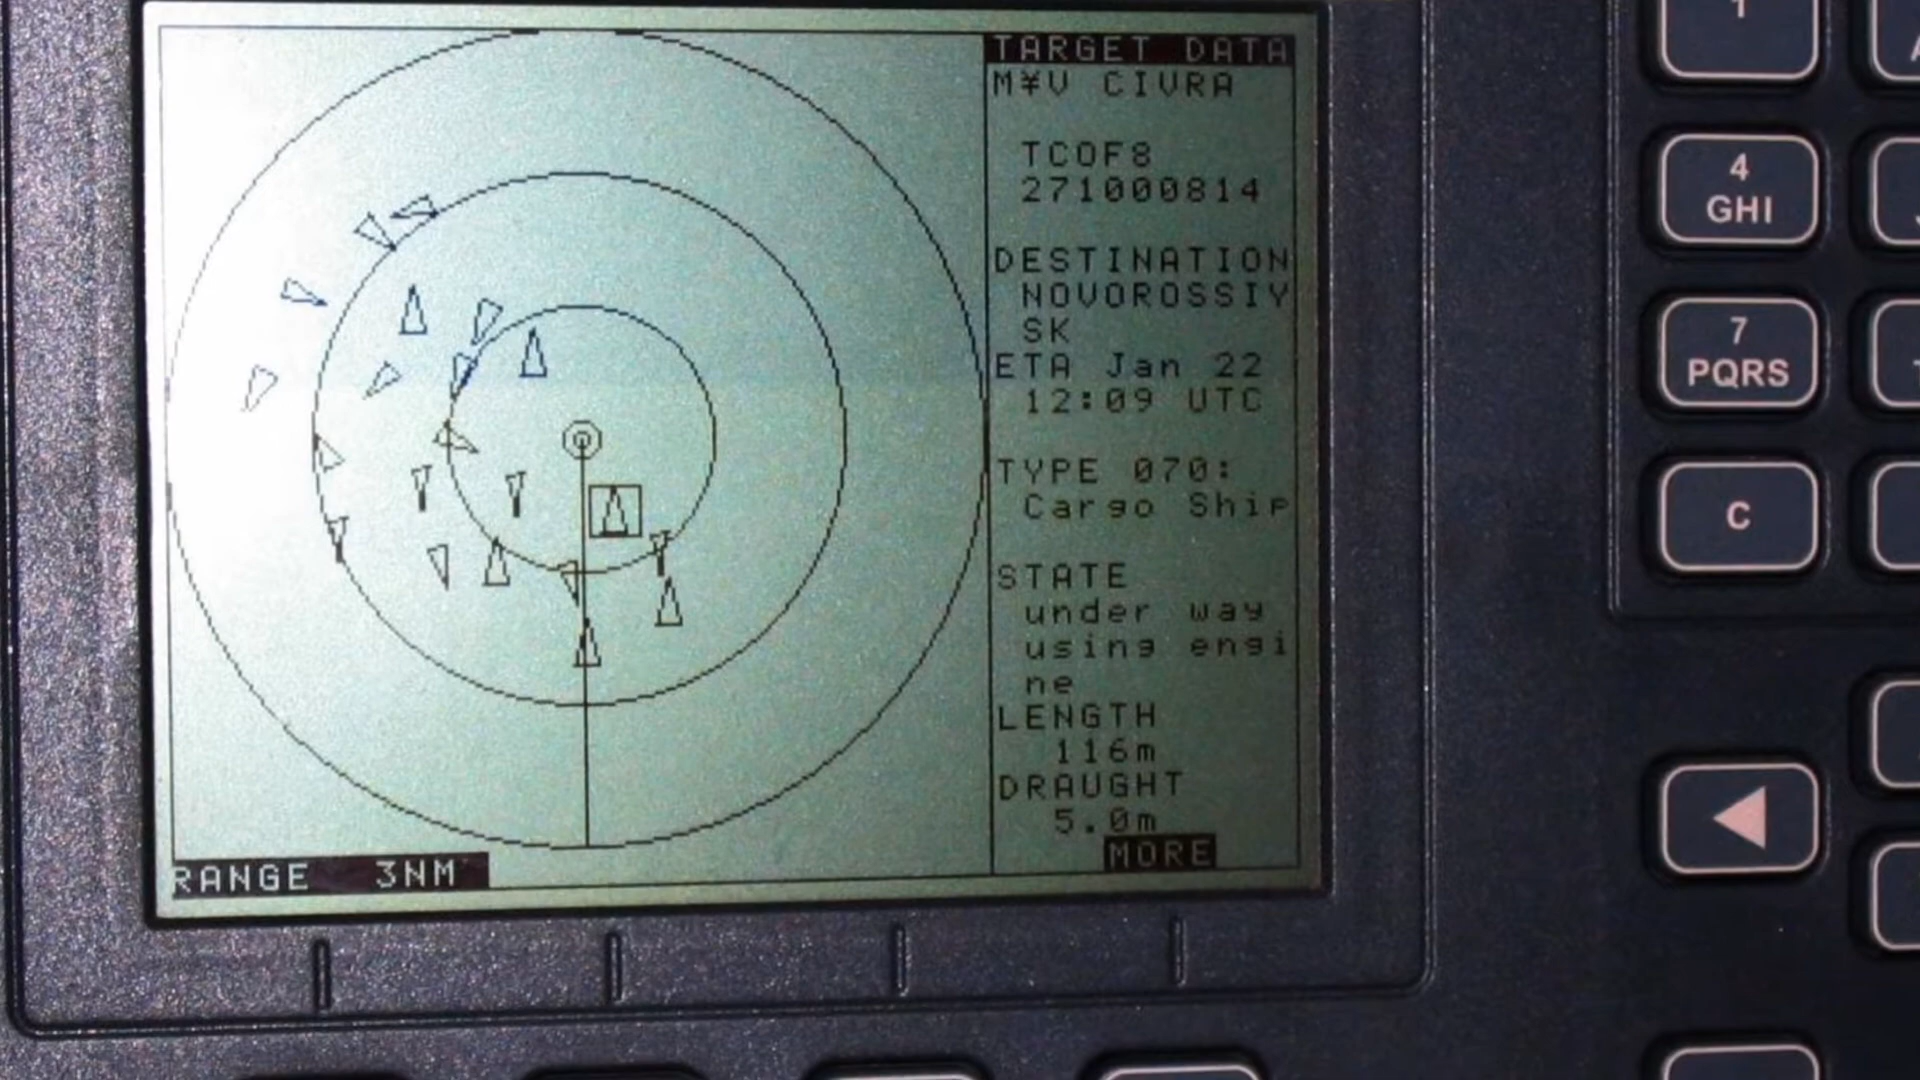 TARGET DATA
M¥V CIVRA
TCOF8
271000814
DESTINATION
NOVOROSSIY
SK
ETA Jan 22
12:09 UTC
TYPE 070:
Cargo Ship
STATE
under way
using engi
ne
LENGTH
116m
DRAUGHT
5.0m
MORE
RANGE 3NM
1
4
GHI
7
PQRS
C